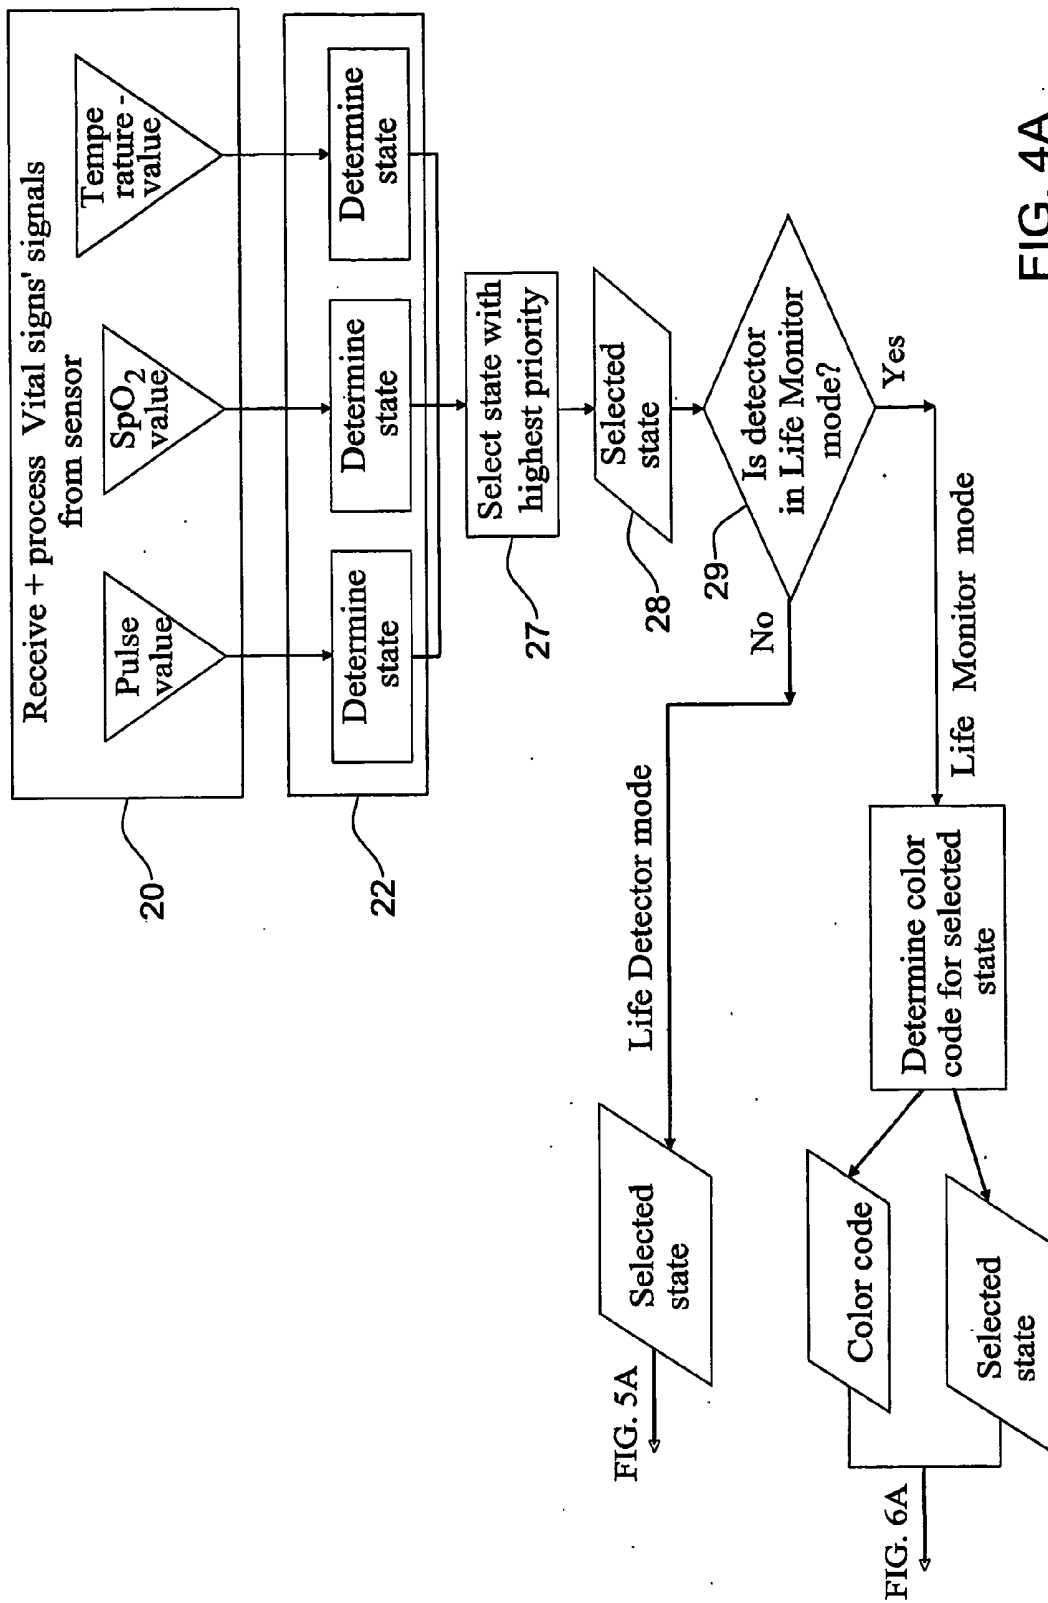 Receive + process Vital signs' signals
from sensor
Pulse
value
SpO2
value
Tempe
rature -
value
20
Determine
state
Determine
state
Determine
state
22
Select state with
highest priority
27
Selected
state
28
Is detector
in Life Monitor
mode?
29
No
Yes
Life Detector mode
Life Monitor mode
Selected
state
FIG. 5A
Determine color
code for selected
state
Color code
Selected
state
FIG. 6A
FIG. 4A